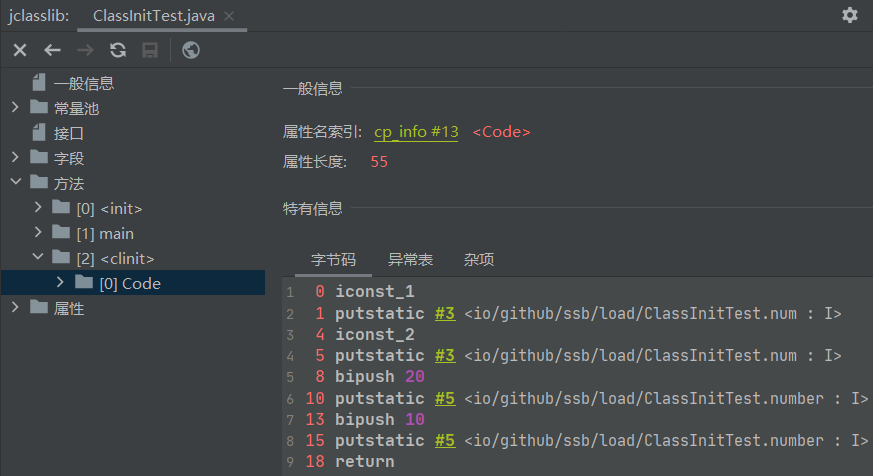 jclasslib: ClassInitTest.java
一般信息
常量池
接口
字段
方法
[0] <init>
[1] main
[2] <clinit>
[0] Code
属性
一般信息
属性名索引: cp_info #13 <Code>
属性长度: 55
特有信息
字节码 异常表 杂项
1 0 iconst_1
2 1 putstatic #3 <io/github/ssb/load/ClassInitTest.num : I>
3 4 iconst_2
4 5 putstatic #3 <io/github/ssb/load/ClassInitTest.num : I>
5 8 bipush 20
6 10 putstatic #5 <io/github/ssb/load/ClassInitTest.number : I>
7 13 bipush 10
8 15 putstatic #5 <io/github/ssb/load/ClassInitTest.number : I>
9 18 return